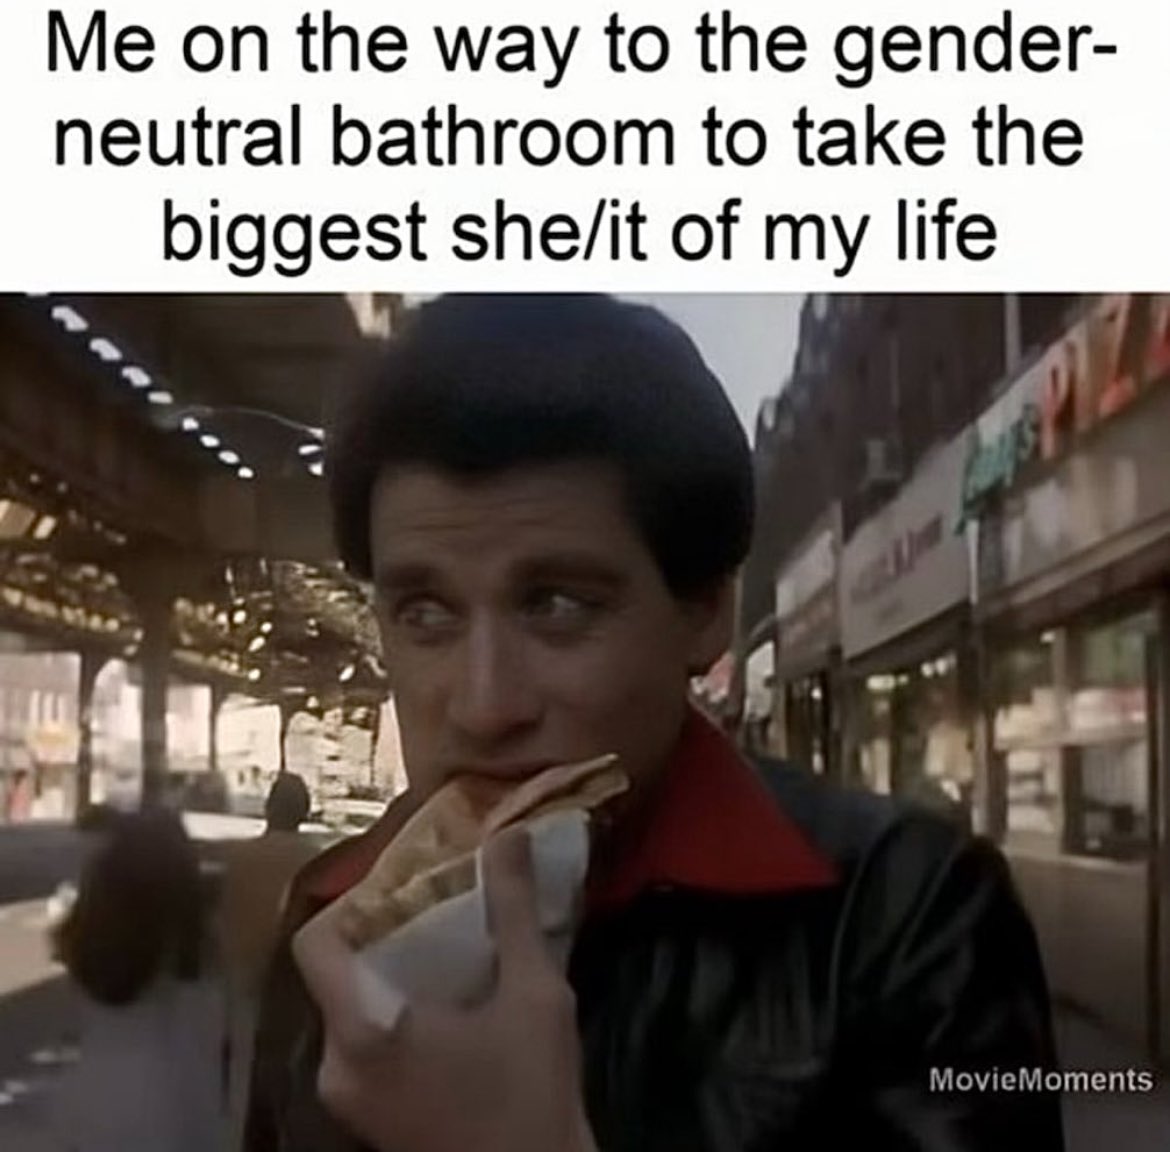 Me on the way to the gender-
neutral bathroom to take the
biggest she/it of my life
PIZZ
MovieMoments